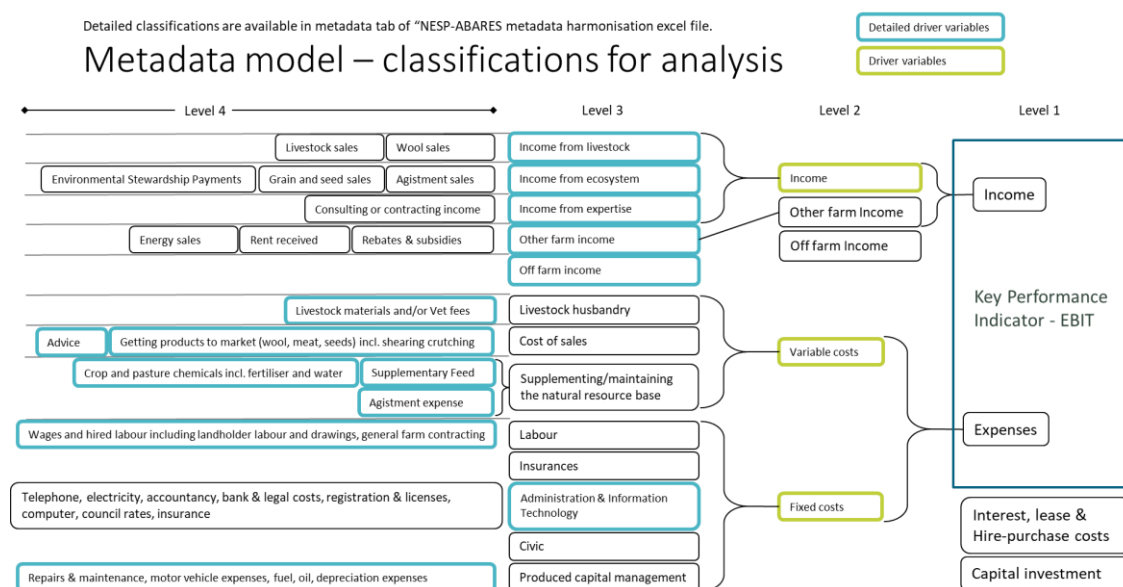 Detailed classifications are available in metadata tab of “NESP-ABARES metadata harmonisation excel file.
Metadata model – classifications for analysis
Detailed driver variables
Driver variables
Level 4
Level 3
Level 2
Level 1
Livestock sales
Wool sales
Income from livestock
Environmental Stewardship Payments
Grain and seed sales
Agistment sales
Income from ecosystem
Income
Income
Consulting or contracting income
Income from expertise
Other farm Income
Energy sales
Rent received
Rebates & subsidies
Other farm income
Off farm Income
Off farm income
Key Performance
Indicator - EBIT
Livestock materials and/or Vet fees
Livestock husbandry
Advice
Getting products to market (wool, meat, seeds) incl. shearing crutching
Cost of sales
Variable costs
Crop and pasture chemicals incl. fertiliser and water
Supplementary Feed
Supplementing/maintaining
the natural resource base
Agistment expense
Wages and hired labour including landholder labour and drawings, general farm contracting
Labour
Expenses
Insurances
Telephone, electricity, accountancy, bank & legal costs, registration & licenses,
computer, council rates, insurance
Administration & Information
Technology
Fixed costs
Interest, lease &
Hire-purchase costs
Civic
Repairs & maintenance, motor vehicle expenses, fuel, oil, depreciation expenses
Produced capital management
Capital investment